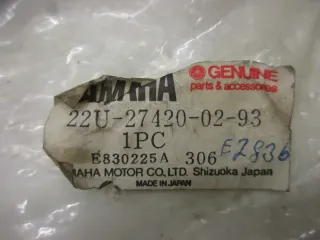 AMAHA
GENUINE
parts & accessories
22U-27420-02-93
1PC
E830225A 306 E2836
MAHA MOTOR CO., LTD. Shizuoka Japan
MADE IN JAPAN